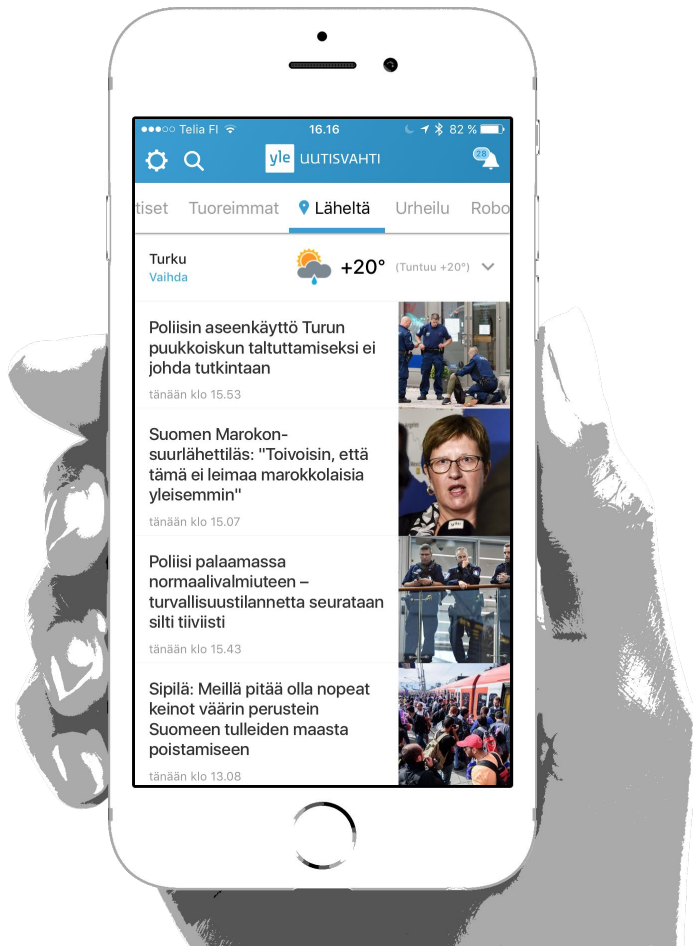 Telia FI 16.16 82 %
yle UUTISVAHTI 28
tiset Tuoreimmat Läheltä Urheilu Robo
Turku
Vaihda
+20° (Tuntuu +20°)
Poliisin aseenkäyttö Turun
puukkoiskun taltuttamiseksi ei
johda tutkintaan
tänään klo 15.53
Suomen Marokon-
suurlähettiläs: "Toivoisin, että
tämä ei leimaa marokkolaisia
yleisemmin"
tänään klo 15.07
yle
Poliisi palaamassa
normaalivalmiuteen –
turvallisuustilannetta seurataan
silti tiiviisti
tänään klo 15.43
Sipilä: Meillä pitää olla nopeat
keinot väärin perustein
Suomeen tulleiden maasta
poistamiseen
tänään klo 13.08